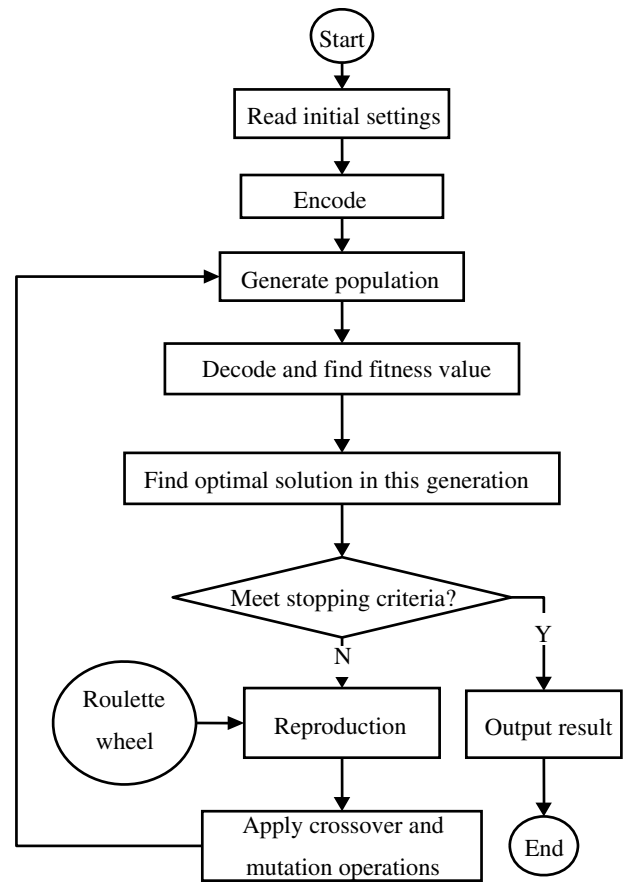 Start
Read initial settings
Encode
Generate population
Decode and find fitness value
Find optimal solution in this generation
Meet stopping criteria?
Y
N
Roulette
wheel
Reproduction
Output result
Apply crossover and
mutation operations
End